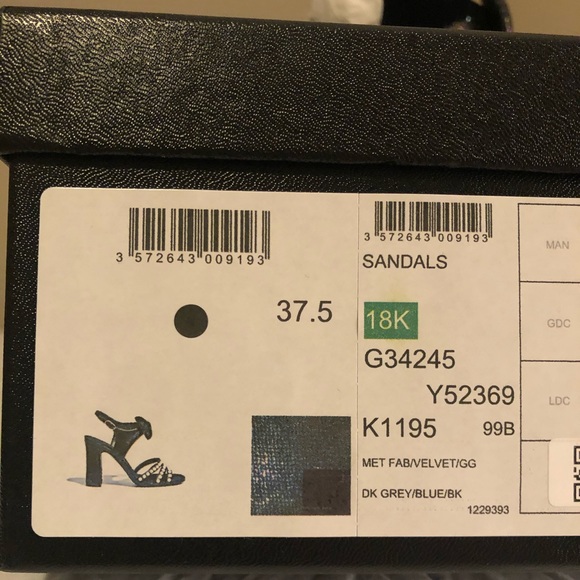 3 572643 009193
37.5
3 572643 009193
SANDALS
18K
G34245
Y52369
K1195 99B
MET FAB/VELVET/GG
DK GREY/BLUE/BK
1229393
MAN
GDC
LDC